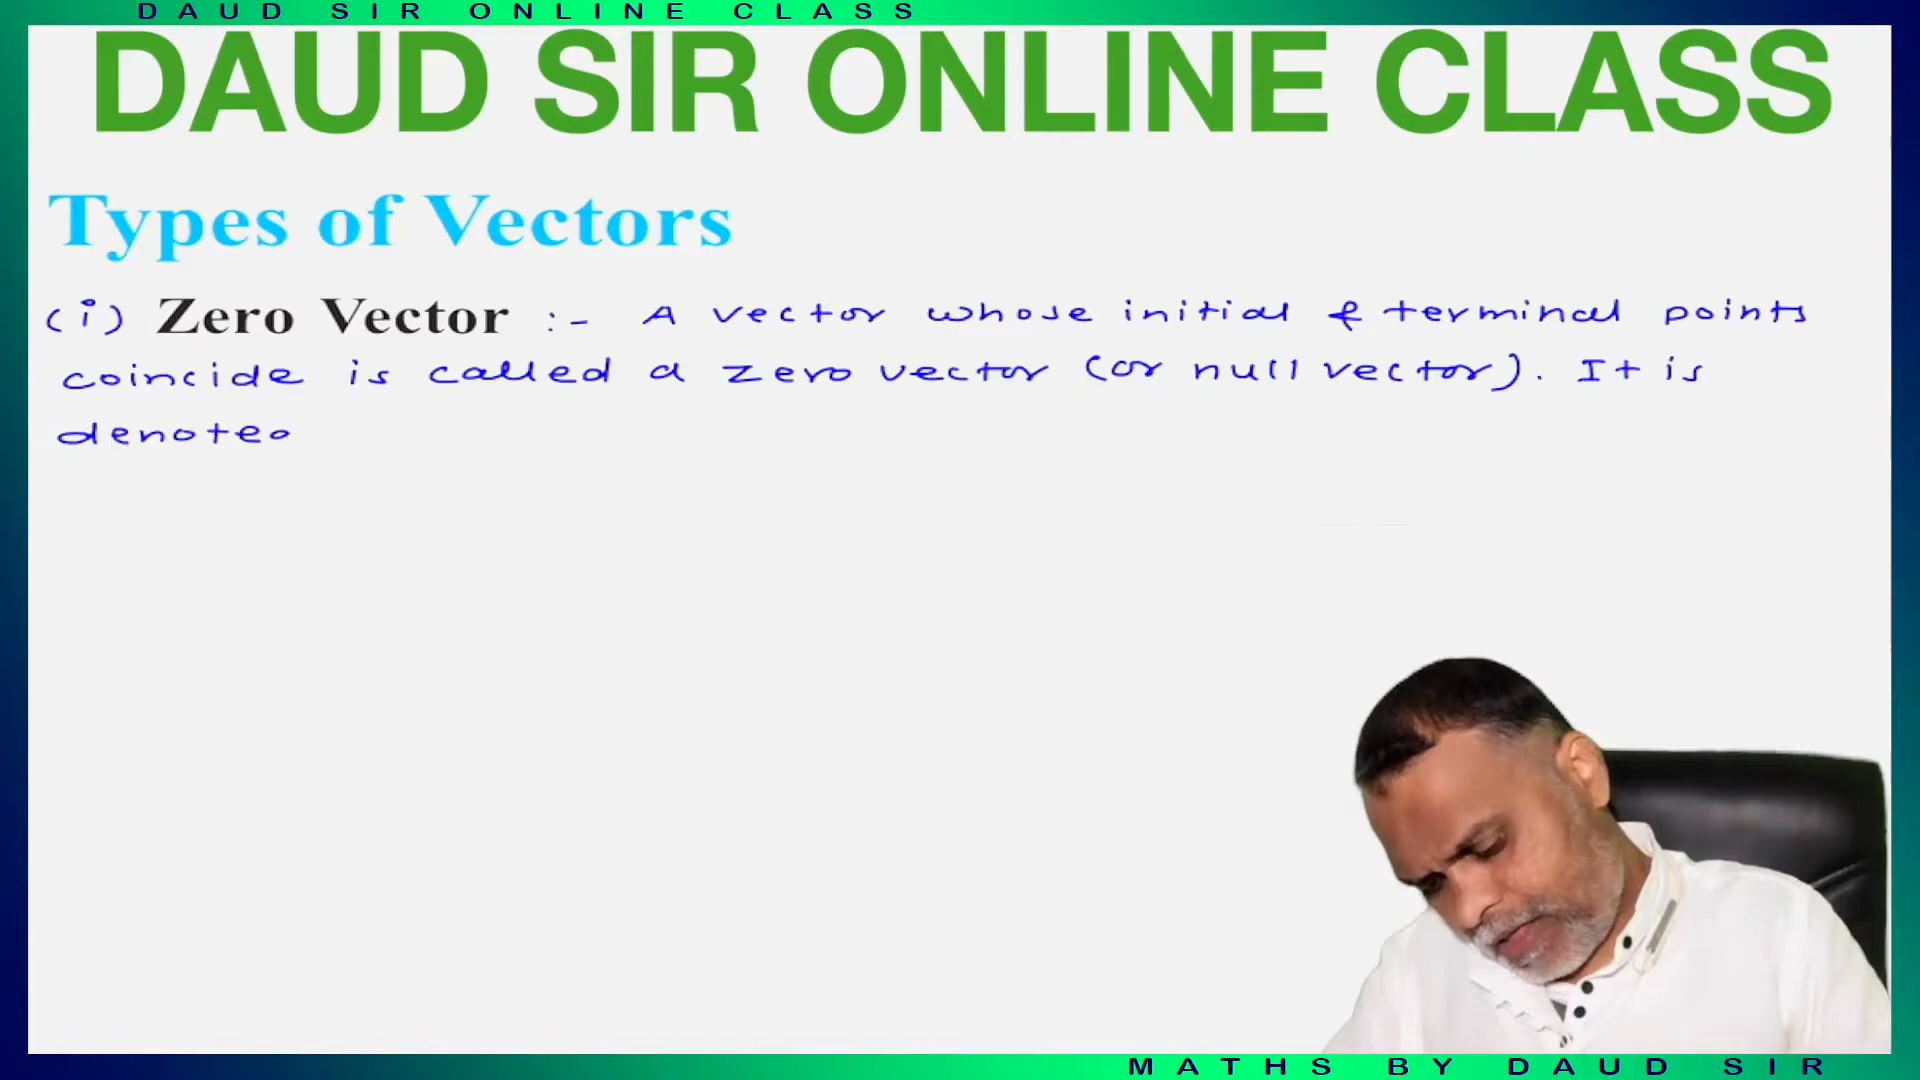 DAUD SIR ONLINE CLASS
DAUD SIR ONLINE CLASS
Types of Vectors
(i) Zero Vector :- A vector whose initial & terminal points
coincide is called a zero vector (or null vector). It is
denoteo
MATHS BY DAUD SIR